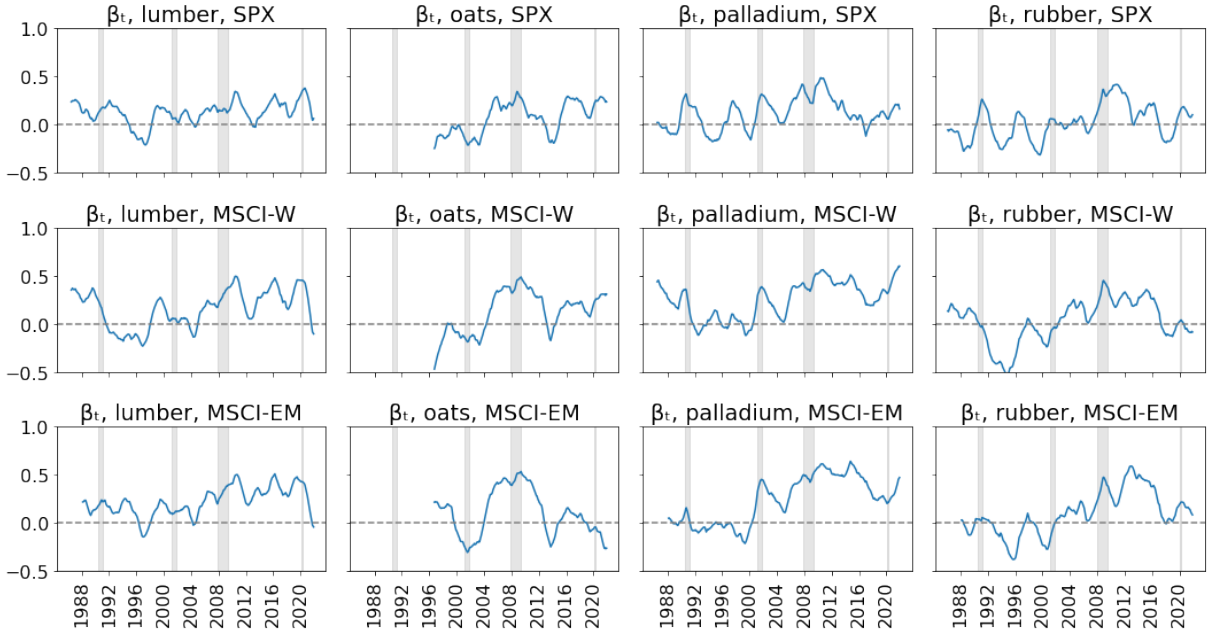 βₜ, lumber, SPX
βₜ, oats, SPX
βₜ, palladium, SPX
βₜ, rubber, SPX
1.0
0.5
0.0
−0.5
βₜ, lumber, MSCI-W
βₜ, oats, MSCI-W
βₜ, palladium, MSCI-W
βₜ, rubber, MSCI-W
1.0
0.5
0.0
−0.5
βₜ, lumber, MSCI-EM
βₜ, oats, MSCI-EM
βₜ, palladium, MSCI-EM
βₜ, rubber, MSCI-EM
1.0
0.5
0.0
−0.5
1988 1992 1996 2000 2004 2008 2012 2016 2020
1988 1992 1996 2000 2004 2008 2012 2016 2020
1988 1992 1996 2000 2004 2008 2012 2016 2020
1988 1992 1996 2000 2004 2008 2012 2016 2020